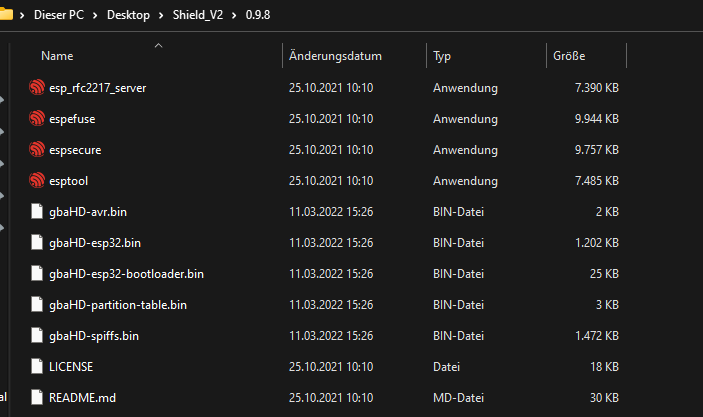 Dieser PC > Desktop > Shield_V2 > 0.9.8
Name Änderungsdatum Typ Größe
esp_rfc2217_server 25.10.2021 10:10 Anwendung 7.390 KB
espefuse 25.10.2021 10:10 Anwendung 9.944 KB
espsecure 25.10.2021 10:10 Anwendung 9.757 KB
esptool 25.10.2021 10:10 Anwendung 7.485 KB
gbaHD-avr.bin 11.03.2022 15:26 BIN-Datei 2 KB
gbaHD-esp32.bin 11.03.2022 15:26 BIN-Datei 1.202 KB
gbaHD-esp32-bootloader.bin 11.03.2022 15:26 BIN-Datei 25 KB
gbaHD-partition-table.bin 11.03.2022 15:26 BIN-Datei 3 KB
gbaHD-spiffs.bin 11.03.2022 15:26 BIN-Datei 1.472 KB
LICENSE 25.10.2021 10:10 Datei 18 KB
al
README.md 25.10.2021 10:10 MD-Datei 30 KB